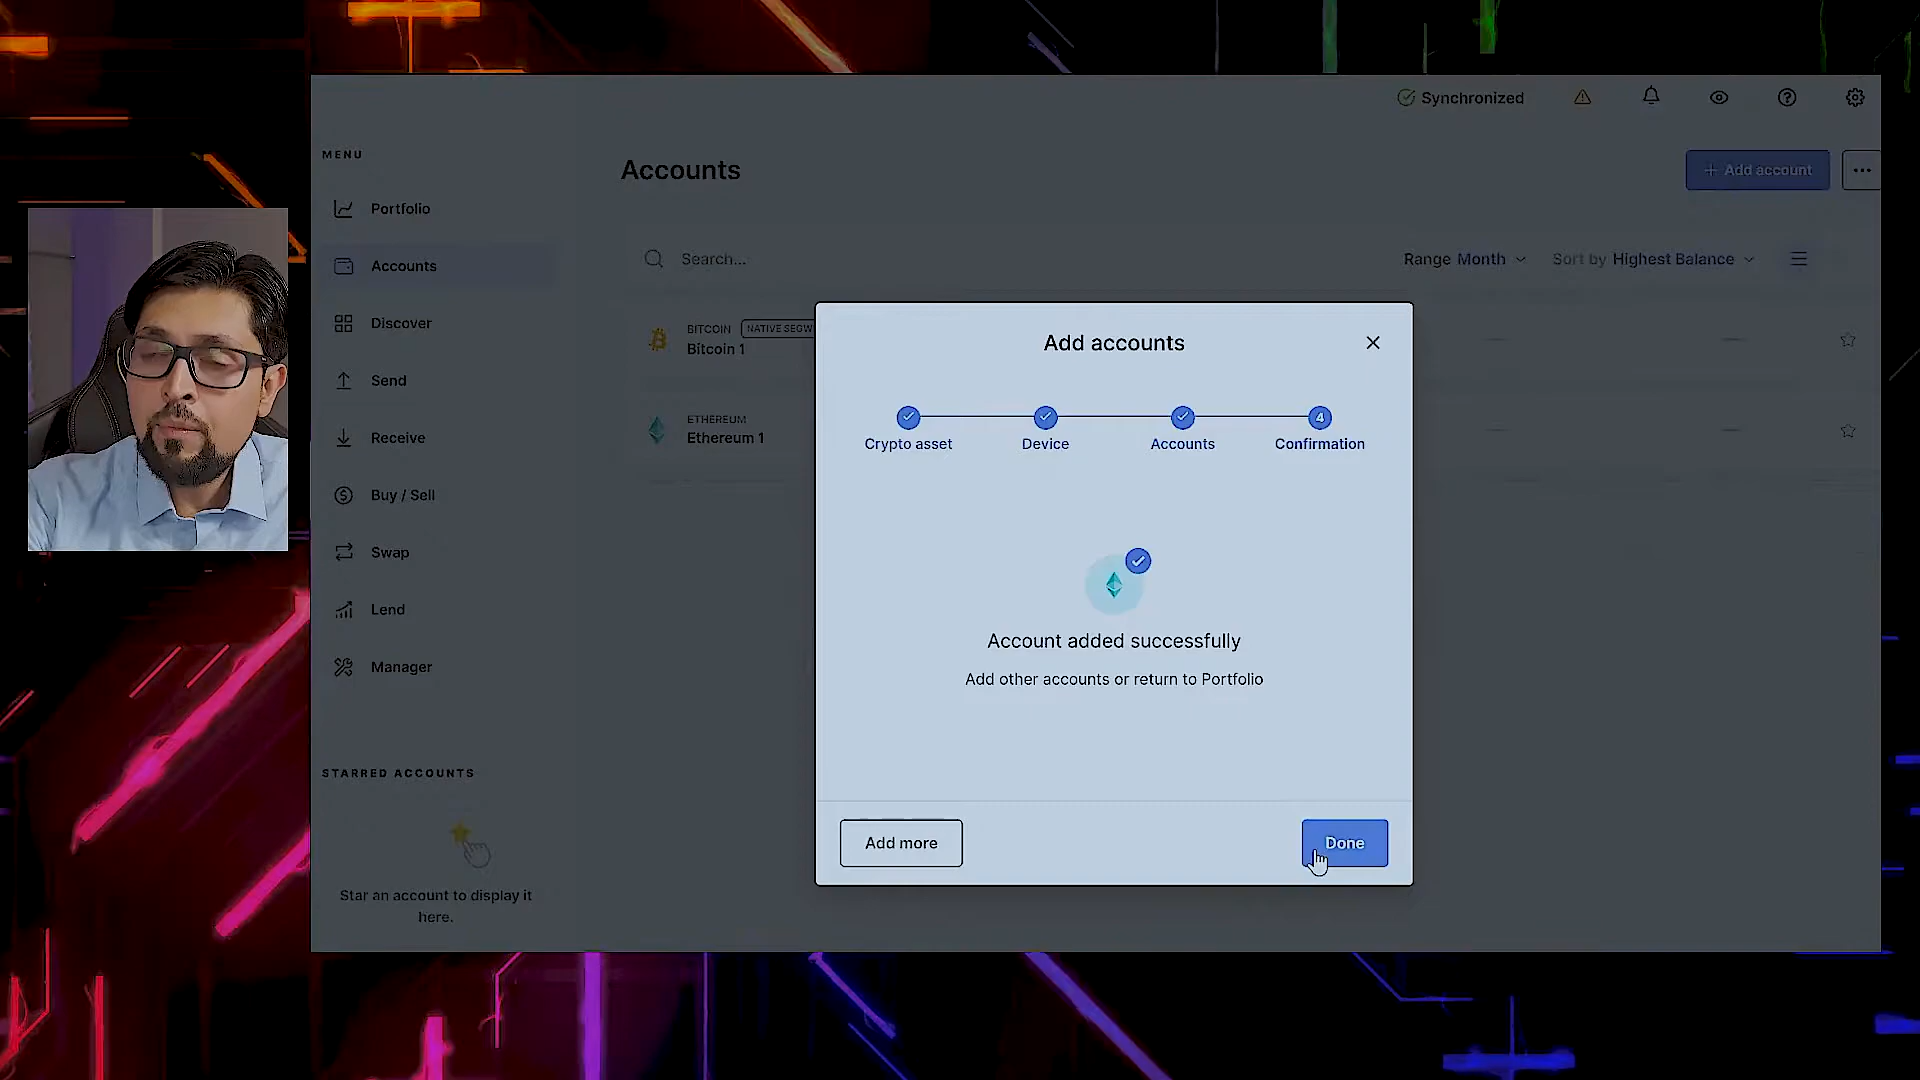 Synchronized
MENU
Accounts
+ Add account
Portfolio
Accounts
Search...
Range Month
Sort by Highest Balance
Discover
BITCOIN
Bitcoin 1
Send
ETHEREUM
Ethereum 1
Receive
Buy / Sell
Swap
Lend
Manager
STARRED ACCOUNTS
Star an account to display it
here.
Add accounts
4
Crypto asset
Device
Accounts
Confirmation
Account added successfully
Add other accounts or return to Portfolio
Add more
Done